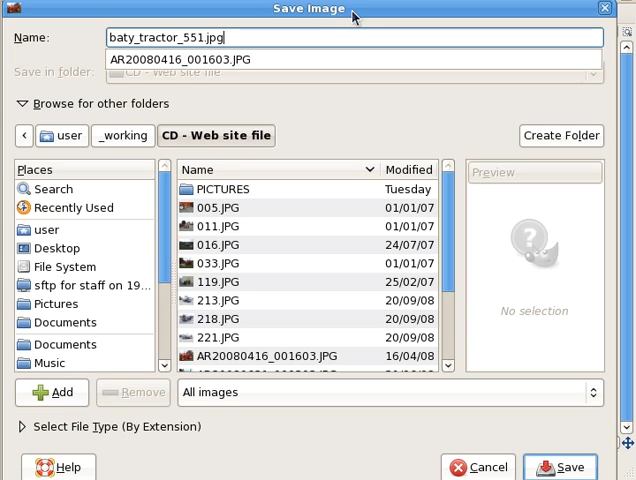 Save Image
Name: baty_tractor_551.jpg
AR20080416_001603.JPG
Save in folder: CD - Web site file
Browse for other folders
user _working CD - Web site file Create Folder
Places Name Modified Preview
Search PICTURES Tuesday
Recently Used 005.JPG 01/01/07
user 011.JPG 01/01/07
Desktop 016.JPG 24/07/07
File System 033.JPG 01/01/07
sftp for staff on 19... 119.JPG 25/02/07
Pictures 213.JPG 20/09/08
Documents 218.JPG 20/09/08
Documents 221.JPG 20/09/08
Music AR20080416_001603.JPG 16/04/08
No selection
Add Remove All images
Select File Type (By Extension)
Help Cancel Save